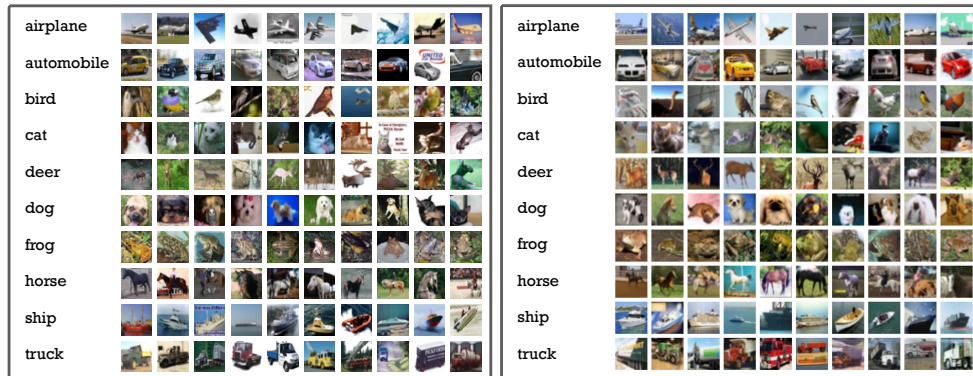 airplane
automobile
bird
cat
deer
dog
frog
horse
ship
truck
airplane
automobile
bird
cat
deer
dog
frog
horse
ship
truck